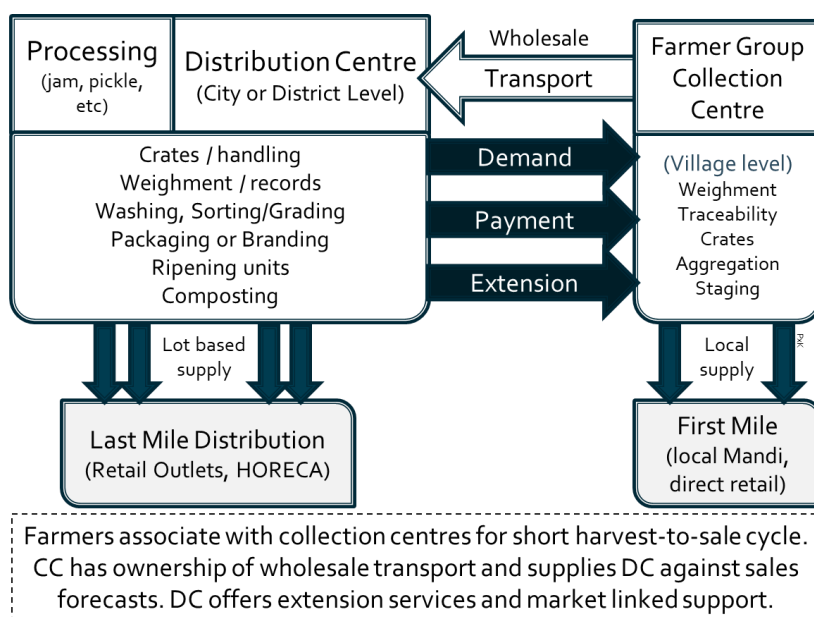 Processing
(jam, pickle,
etc)
Distribution Centre
(City or District Level)
Wholesale
Transport
Farmer Group
Collection
Centre
Crates / handling
Weighment / records
Washing, Sorting/Grading
Packaging or Branding
Ripening units
Composting
Demand
Payment
Extension
(Village level)
Weighment
Traceability
Crates
Aggregation
Staging
Lot based
supply
Local
supply
PxK
Last Mile Distribution
(Retail Outlets, HORECA)
First Mile
(local Mandi,
direct retail)
Farmers associate with collection centres for short harvest-to-sale cycle.
CC has ownership of wholesale transport and supplies DC against sales
forecasts. DC offers extension services and market linked support.